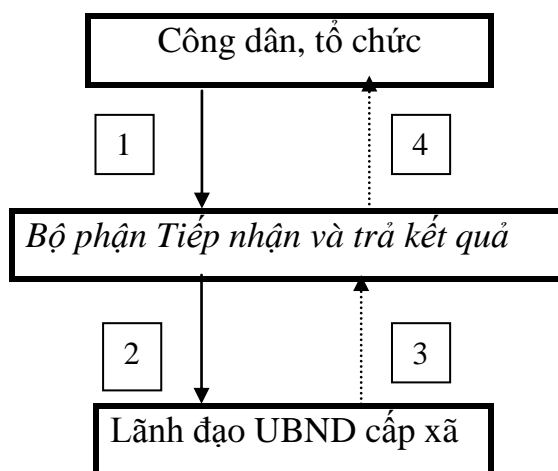 Công dân, tổ chức
1
4
Bộ phận Tiếp nhận và trả kết quả
2
3
Lãnh đạo UBND cấp xã